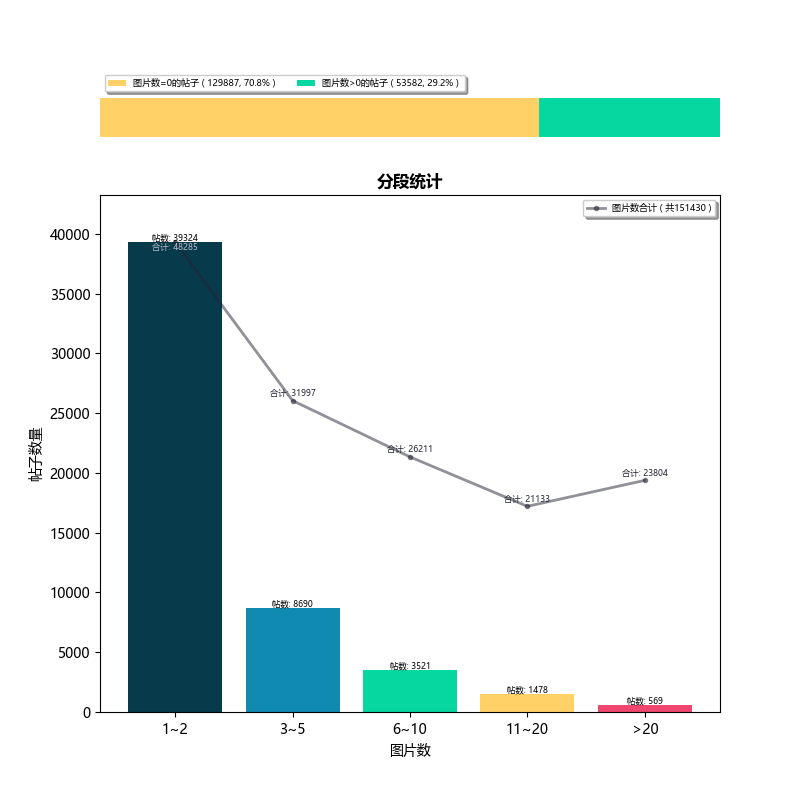 图片数=0的帖子 ( 129887, 70.8% )
图片数>0的帖子 ( 53582, 29.2% )
分段统计
图片数合计 ( 共151430 )
40000
35000
30000
25000
20000
15000
10000
5000
0
帖子数量
帖数: 39324
合计: 48285
合计: 31997
合计: 26211
合计: 21133
合计: 23804
帖数: 8690
帖数: 3521
帖数: 1478
帖数: 569
1~2
3~5
6~10
11~20
>20
图片数